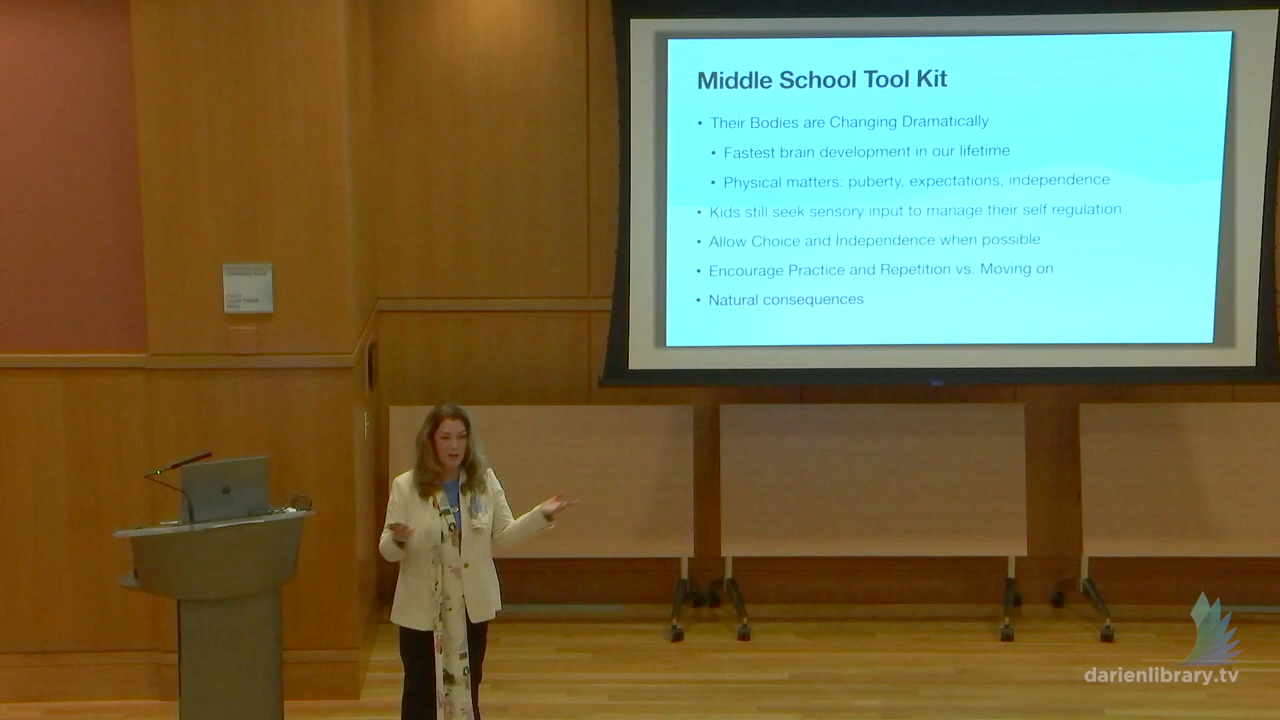 Middle School Tool Kit
• Their Bodies are Changing Dramatically
• Fastest brain development in our lifetime
• Physical matters: puberty, expectations, independence
• Kids still seek sensory input to manage their self regulation
• Allow Choice and Independence when possible
• Encourage Practice and Repetition vs. Moving on
• Natural consequences
darienlibrary.tv